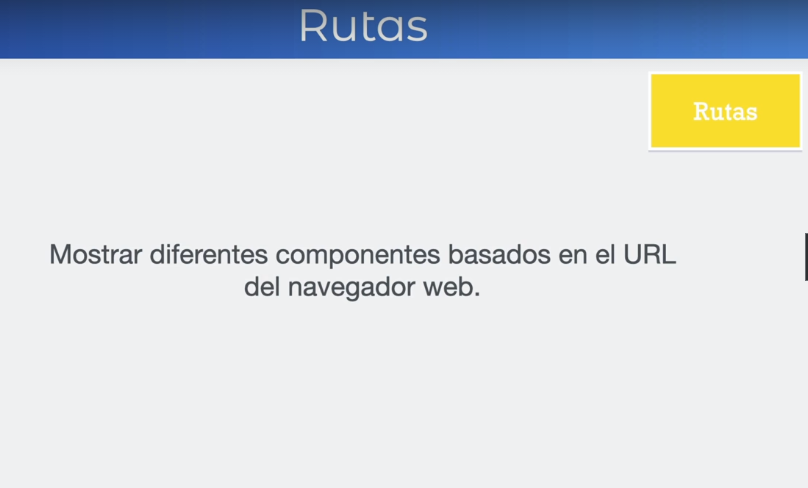 Rutas
Rutas
Mostrar diferentes componentes basados en el URL
del navegador web.